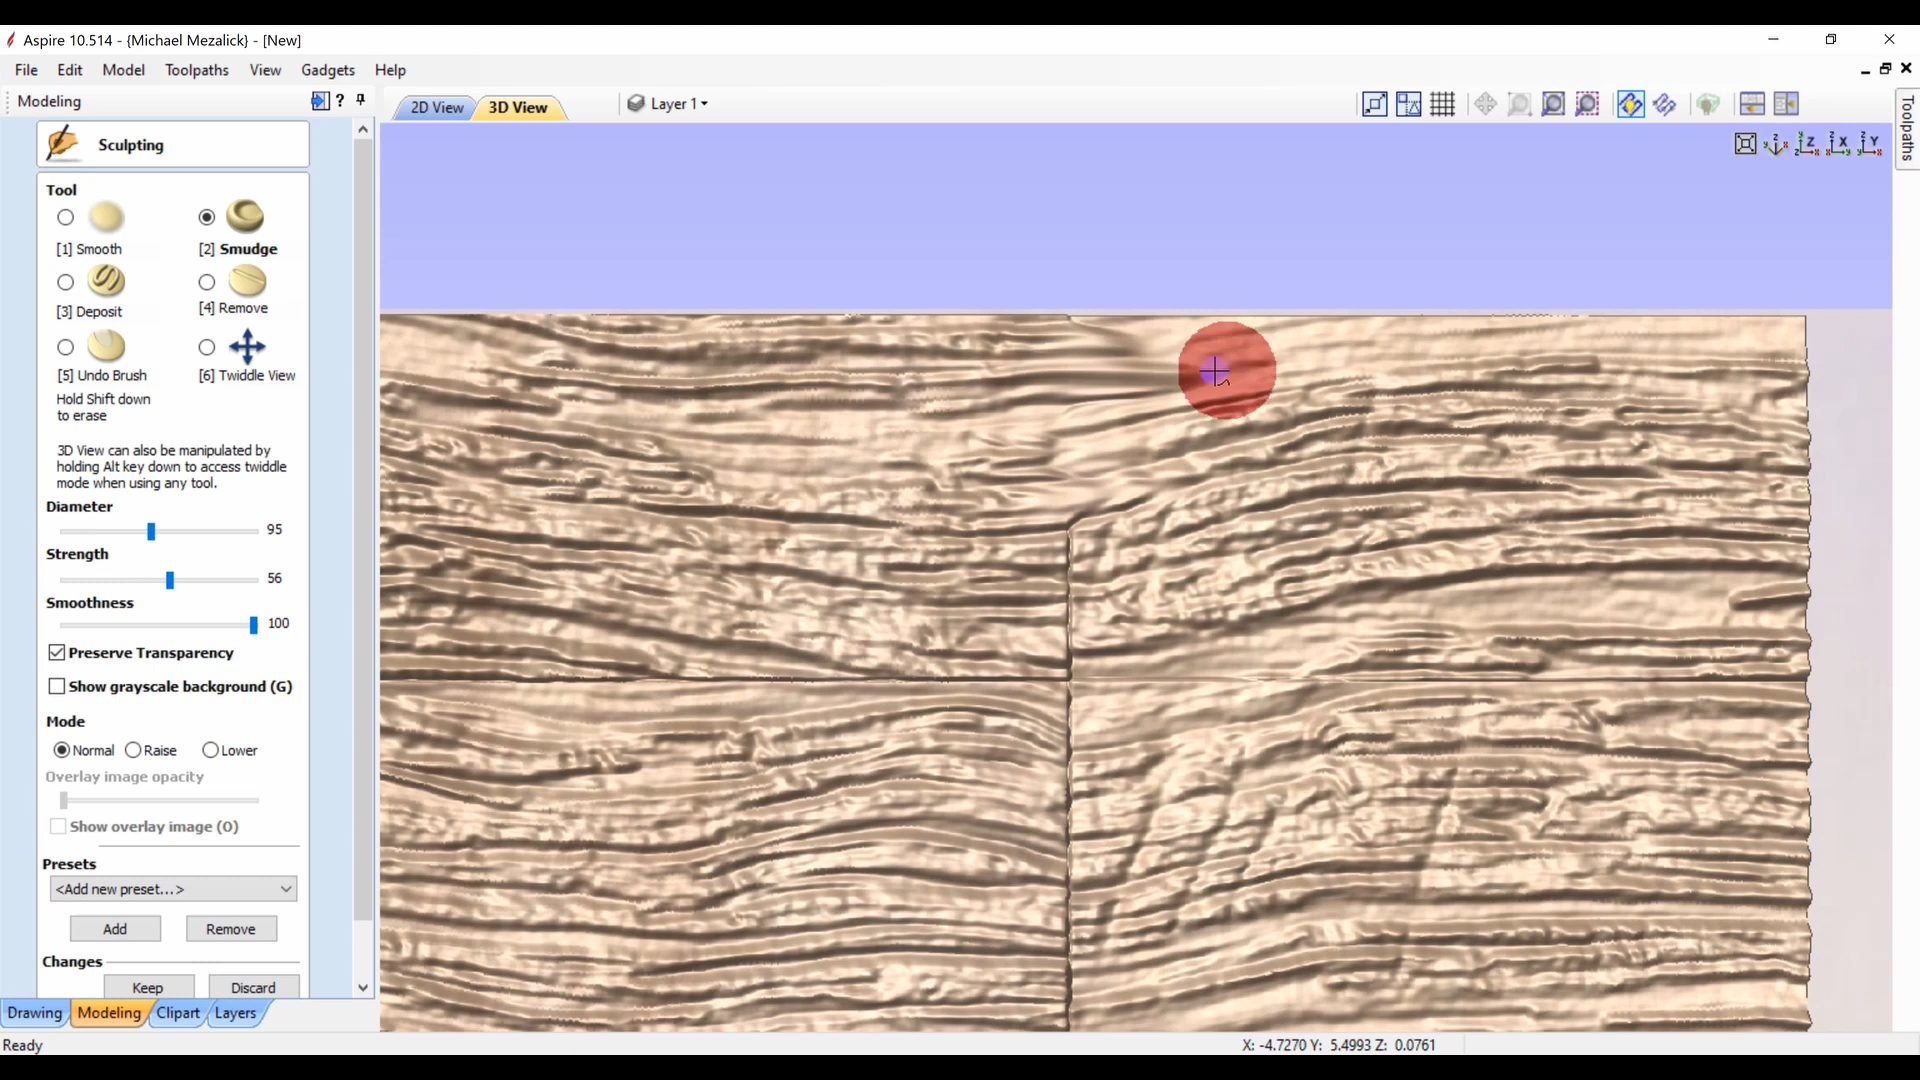 Aspire 10.514 - {Michael Mezalick} - [New]
File Edit Model Toolpaths View Gadgets Help
Modeling ?
2D View 3D View Layer 1
Toolpaths
Sculpting
Tool
[1] Smooth [2] Smudge
[3] Deposit [4] Remove
[5] Undo Brush [6] Twiddle View
Hold Shift down
to erase
3D View can also be manipulated by
holding Alt key down to access twiddle
mode when using any tool.
Diameter
95
Strength
56
Smoothness
100
Preserve Transparency
Show grayscale background (G)
Mode
Normal Raise Lower
Overlay image opacity
Show overlay image (O)
Presets
<Add new preset...>
Add Remove
Changes
Keep Discard
Drawing Modeling Clipart Layers
Ready X: -4.7270 Y: 5.4993 Z: 0.0761